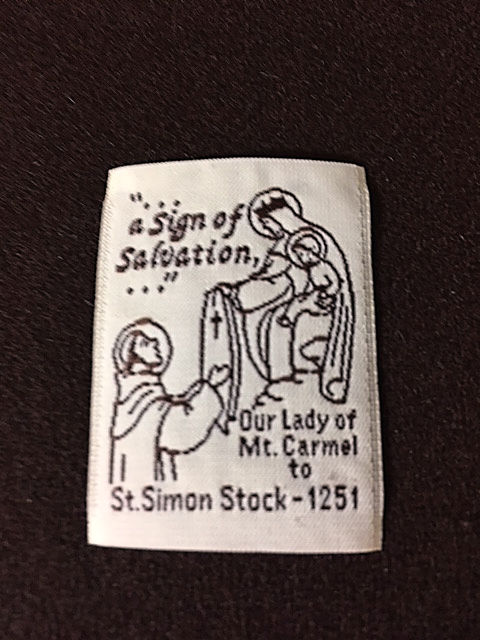 "...
a Sign of
Salvation,
..."
Our Lady of
Mt. Carmel
to
St. Simon Stock - 1251